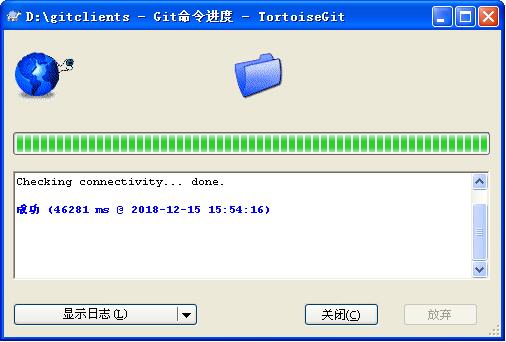 D:\gitclients - Git命令进度 - TortoiseGit
Checking connectivity... done.
成功 (46281 ms @ 2018-12-15 15:54:16)
显示日志(L)
关闭(C)
放弃